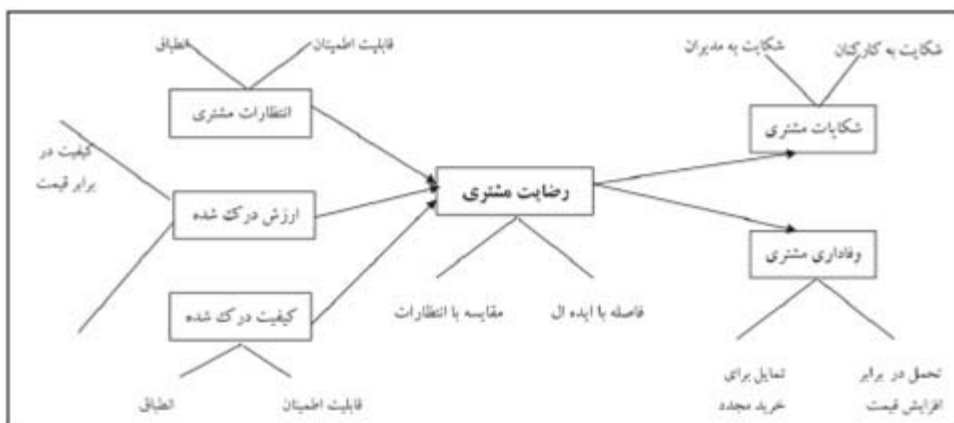 انطباق
قابلیت اطمینان
انتظارات مشتری
کیفیت در
برابر قیمت
ارزش درک شده
کیفیت درک شده
انطباق
قابلیت اطمینان
رضایت مشتری
مقایسه با انتظارات
فاصله با ایده ال
شکایت به مدیران
شکایت به کارکنان
شکایات مشتری
وفاداری مشتری
تمایل برای
خرید مجدد
تحمل در برابر
افزایش قیمت